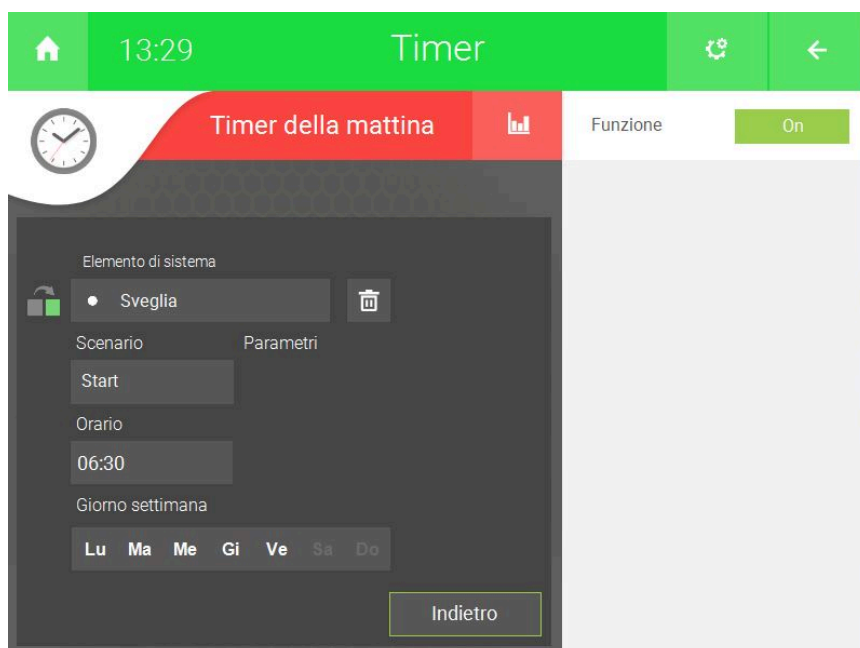 13:29 Timer
Timer della mattina
Funzione On
Elemento di sistema
Sveglia
Scenario Parametri
Start
Orario
06:30
Giorno settimana
Lu Ma Me Gi Ve Sa Do
Indietro